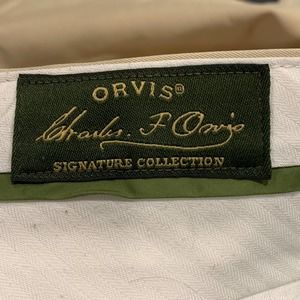 ORVIS
Charles. F. Orvis
SIGNATURE COLLECTION